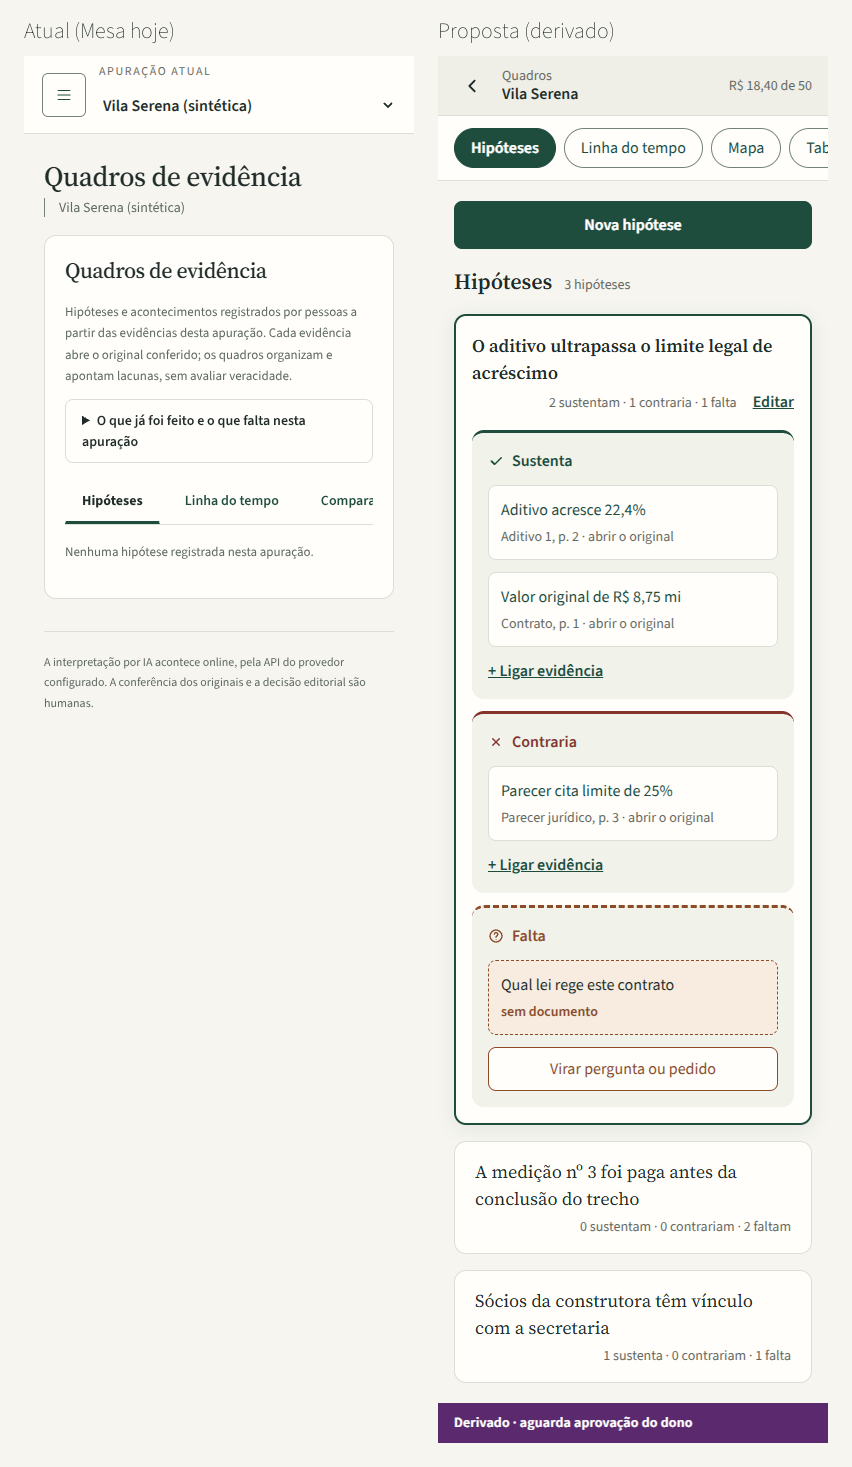 Atual (Mesa hoje)
APURAÇÃO ATUAL
Vila Serena (sintética)
Quadros de evidência
Vila Serena (sintética)
Quadros de evidência
Hipóteses e acontecimentos registrados por pessoas a
partir das evidências desta apuração. Cada evidência
abre o original conferido; os quadros organizam e
apontam lacunas, sem avaliar veracidade.
▶ O que já foi feito e o que falta nesta
apuração
Hipóteses Linha do tempo Compara
Nenhuma hipótese registrada nesta apuração.
A interpretação por IA acontece online, pela API do provedor
configurado. A conferência dos originais e a decisão editorial são
humanas.
Proposta (derivado)
Quadros
Vila Serena
R$ 18,40 de 50
Hipóteses Linha do tempo Mapa Tab
Nova hipótese
Hipóteses 3 hipóteses
O aditivo ultrapassa o limite legal de
acréscimo
2 sustentam · 1 contraria · 1 falta Editar
Sustenta
Aditivo acresce 22,4%
Aditivo 1, p. 2 · abrir o original
Valor original de R$ 8,75 mi
Contrato, p. 1 · abrir o original
+ Ligar evidência
Contraria
Parecer cita limite de 25%
Parecer jurídico, p. 3 · abrir o original
+ Ligar evidência
Falta
Qual lei rege este contrato
sem documento
Virar pergunta ou pedido
A medição nº 3 foi paga antes da
conclusão do trecho
0 sustentam · 0 contrariam · 2 faltam
Sócios da construtora têm vínculo
com a secretaria
1 sustenta · 0 contrariam · 1 falta
Derivado · aguarda aprovação do dono